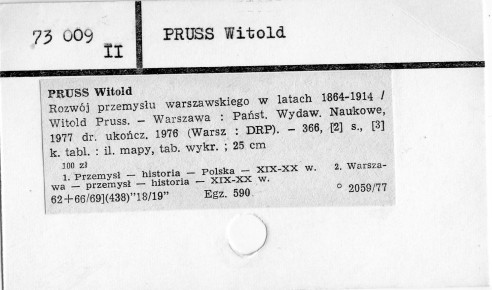 73 009
II
PRUSS Witold
PRUSS Witold
Rozwój przemysłu warszawskiego w latach 1864-1914 /
Witold Pruss. — Warszawa : Państ. Wydaw. Naukowe,
1977 dr. ukończ. 1976 (Warsz : DRP). — 366, [2] s., [3]
k. tabl. : il. mapy, tab. wykr. ; 25 cm
100 zł
1. Przemysł — historia — Polska — XIX-XX w. 2. Warsza-
wa — przemysł — historia — XIX-XX w.
62+66/69](438)"18/19" Egz. 590 ° 2059/77